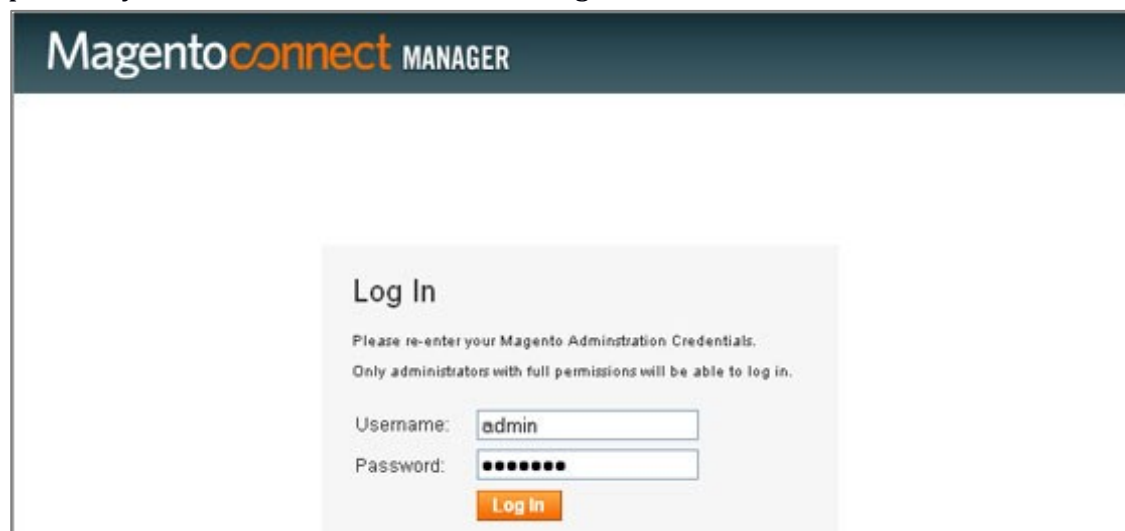 Magentoconnect MANAGER
Log In
Please re-enter your Magento Adminstration Credentials.
Only administrators with full permissions will be able to log in.
Username: admin
Password: •••••••
Log In